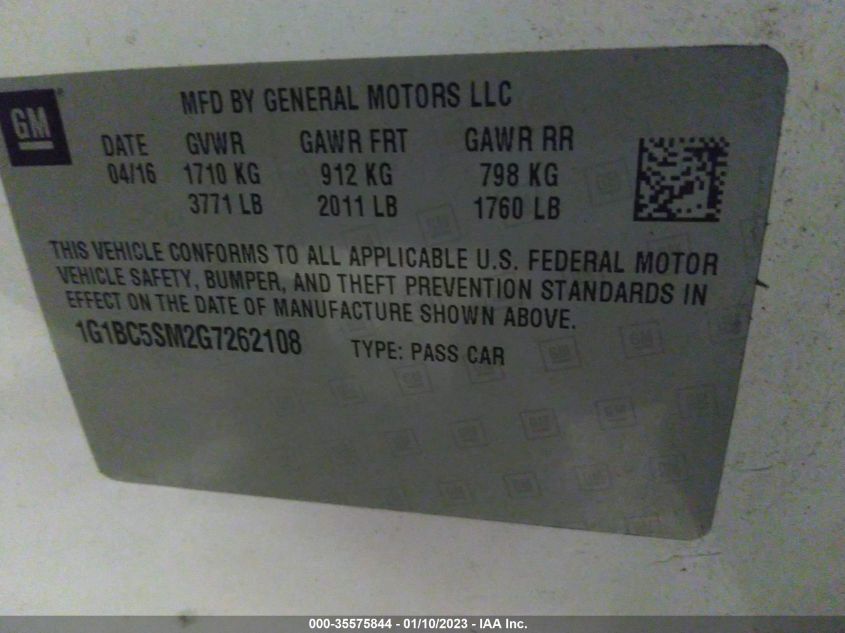 GM
MFD BY GENERAL MOTORS LLC
DATE GVWR GAWR FRT GAWR RR
04/16 1710 KG 912 KG 798 KG
3771 LB 2011 LB 1760 LB
THIS VEHICLE CONFORMS TO ALL APPLICABLE U.S. FEDERAL MOTOR
VEHICLE SAFETY, BUMPER, AND THEFT PREVENTION STANDARDS IN
EFFECT ON THE DATE OF MANUFACTURE SHOWN ABOVE.
1G1BC5SM2G7262108 TYPE: PASS CAR
000-35575844 - 01/10/2023 - IAA Inc.